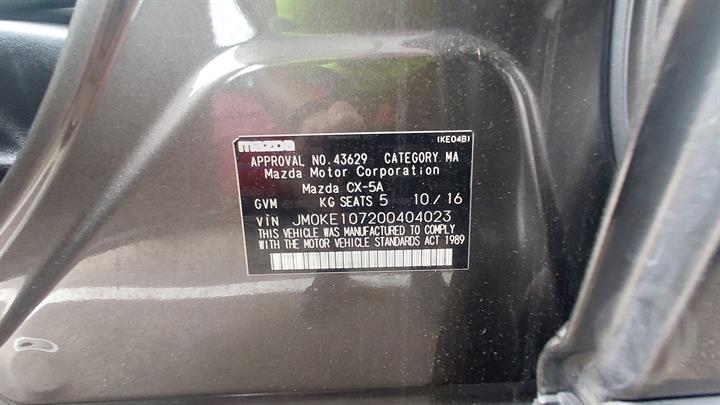 mazda (KE04B)
APPROVAL NO.43629 CATEGORY MA
Mazda Motor Corporation
Mazda CX-5A
GVM KG SEATS 5 10/16
VIN JM0KE107200404023
THIS VEHICLE WAS MANUFACTURED TO COMPLY
WITH THE MOTOR VEHICLE STANDARDS ACT 1989